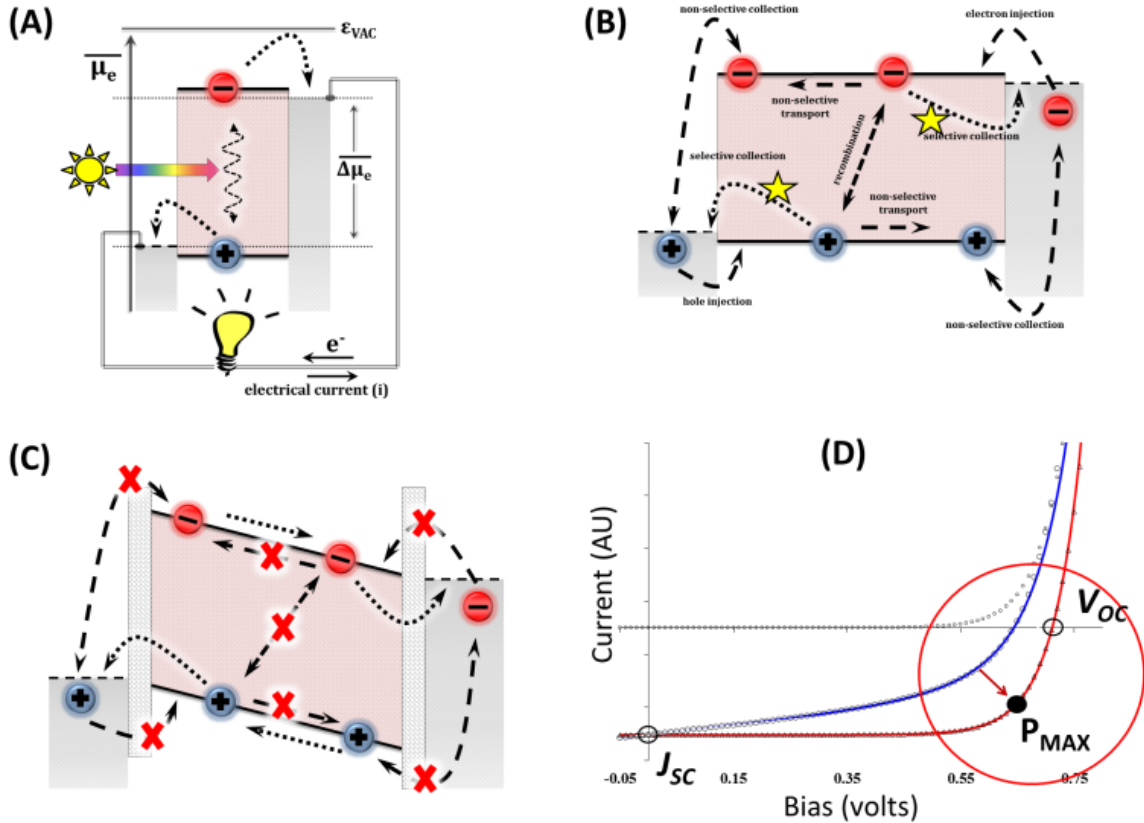 (A)
εVAC
μe
Δμe
e-
electrical current (i)
(B)
non-selective collection
electron injection
non-selective
transport
selective collection
recombination
selective collection
non-selective
transport
hole injection
non-selective collection
(C)
(D)
Current (AU)
VOC
PMAX
JSC
-0.05
0.15
0.35
0.55
0.75
Bias (volts)